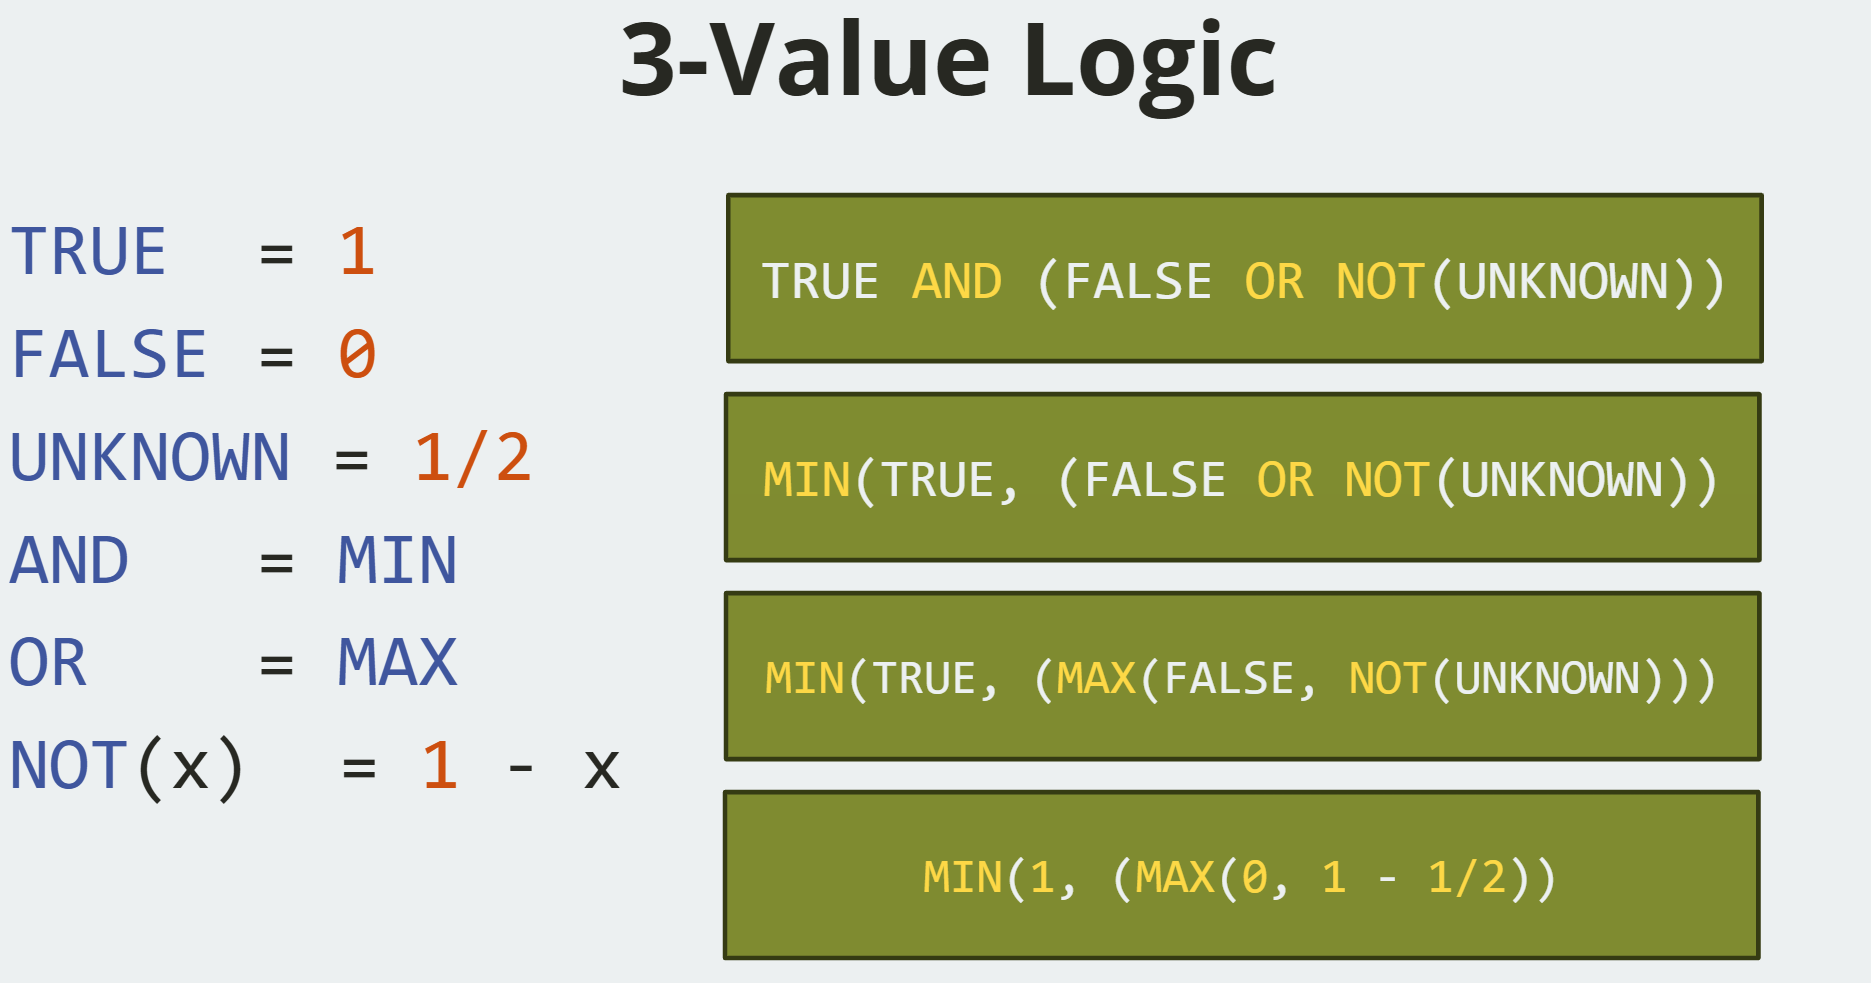 3-Value Logic
TRUE = 1
FALSE = 0
UNKNOWN = 1/2
AND = MIN
OR = MAX
NOT(x) = 1 - x
TRUE AND (FALSE OR NOT(UNKNOWN))
MIN(TRUE, (FALSE OR NOT(UNKNOWN))
MIN(TRUE, (MAX(FALSE, NOT(UNKNOWN)))
MIN(1, (MAX(0, 1 - 1/2))